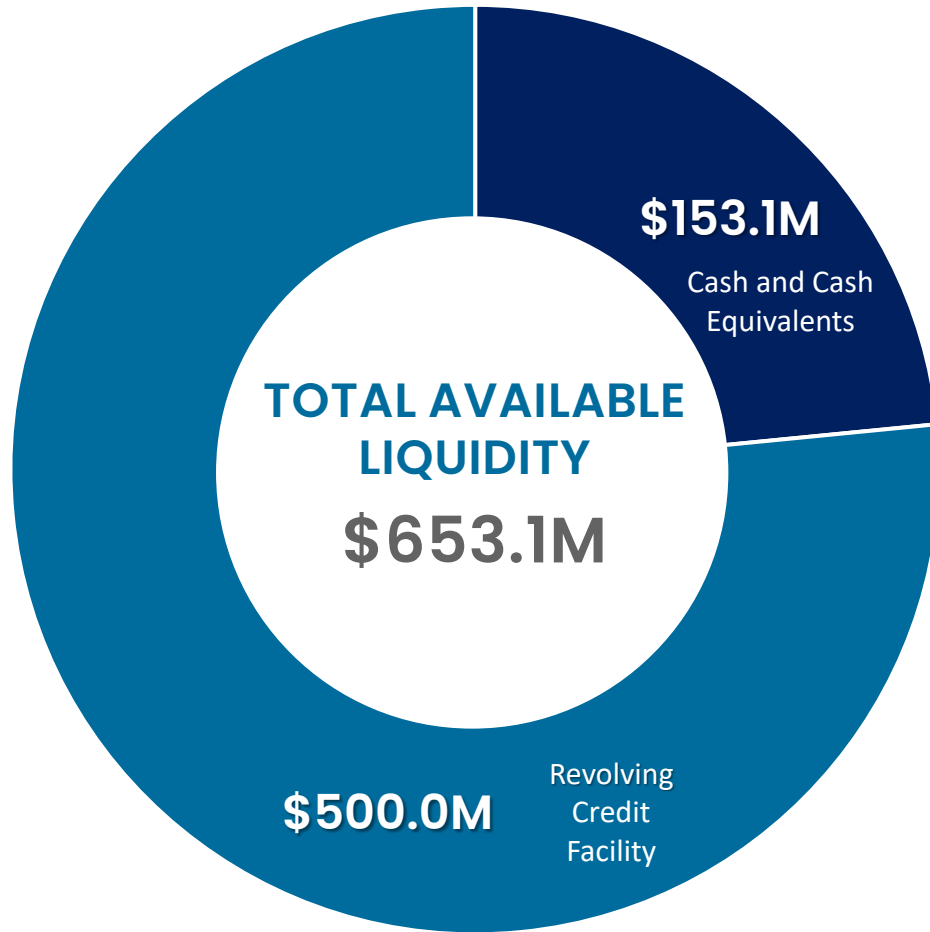 $153.1M
Cash and Cash
Equivalents
TOTAL AVAILABLE
LIQUIDITY
$653.1M
$500.0M
Revolving
Credit
Facility